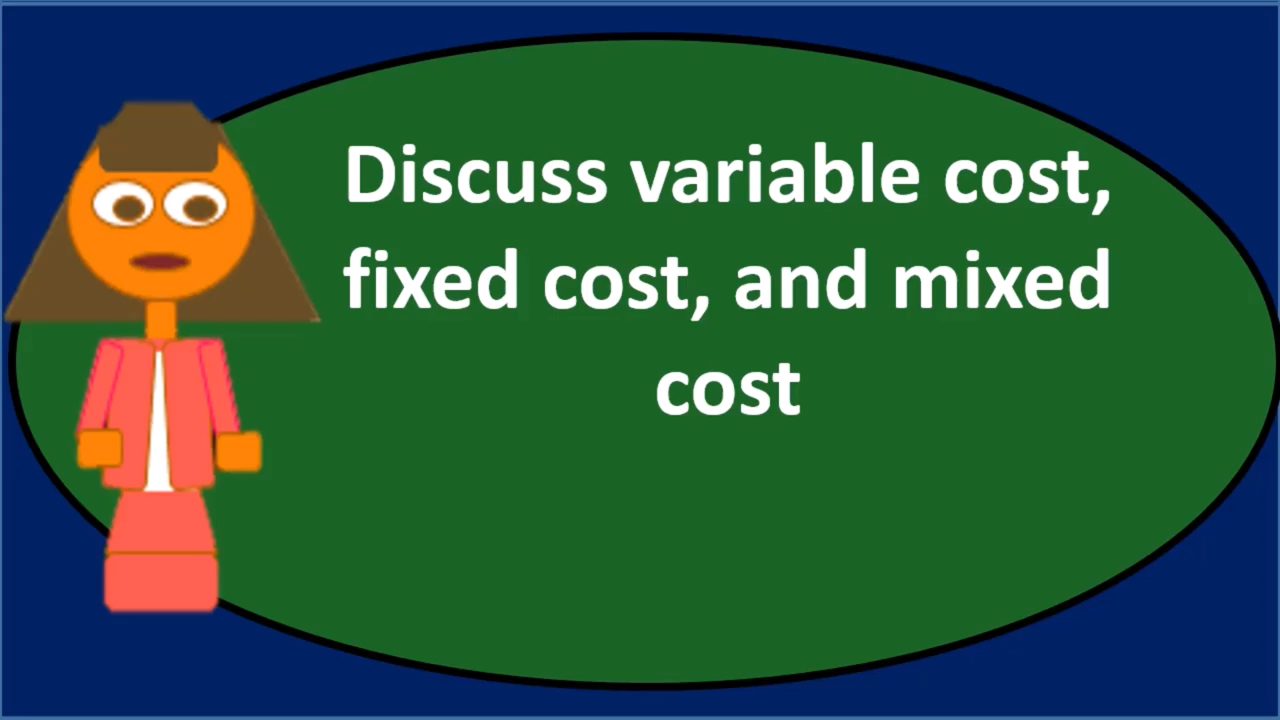 Discuss variable cost,
fixed cost, and mixed
cost